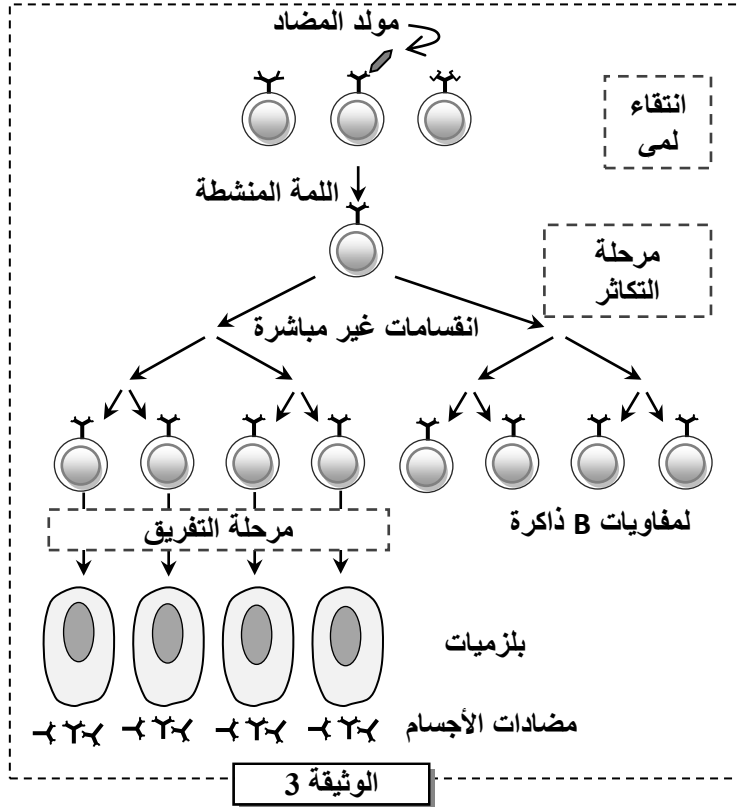 مولد المضاد
انتقاء
لمى
اللمة المنشطة
مرحلة
التكاثر
انقسامات غير مباشرة
مرحلة التفريق
لمفاويات B ذاكرة
بلزميات
مضادات الأجسام
الوثيقة 3